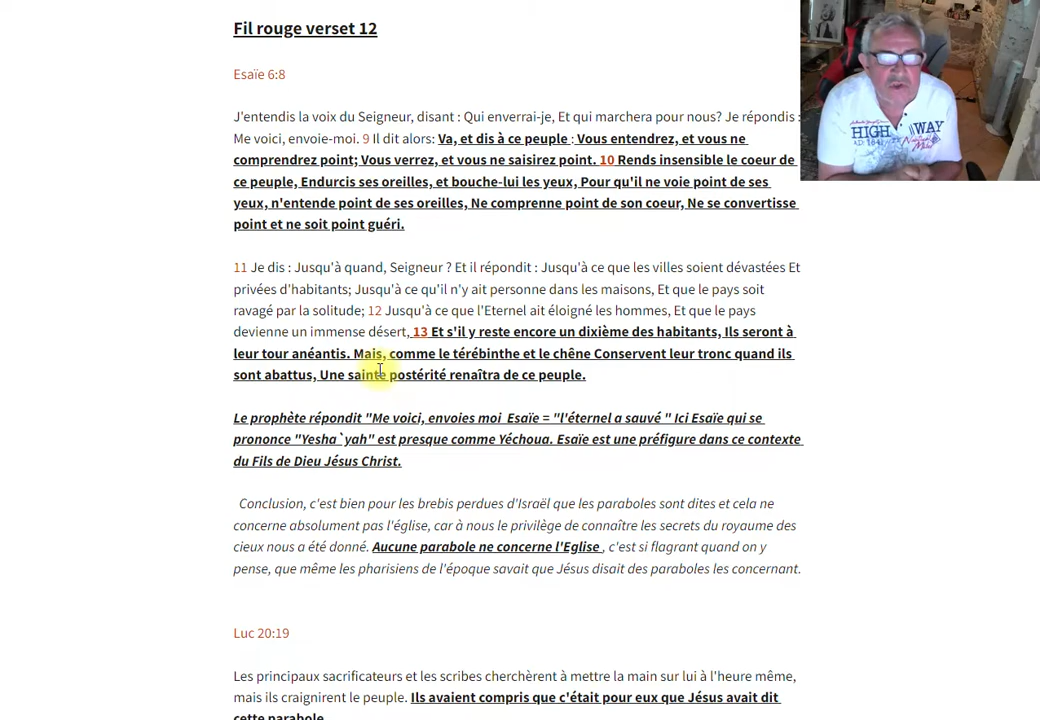 Fil rouge verset 12
Esaïe 6:8
J'entendis la voix du Seigneur, disant : Qui enverrai-je, Et qui marchera pour nous? Je répondis :
Me voici, envoie-moi. 9 Il dit alors: Va, et dis à ce peuple : Vous entendrez, et vous ne
comprendrez point; Vous verrez, et vous ne saisirez point. 10 Rends insensible le coeur de
ce peuple, Endurcis ses oreilles, et bouche-lui les yeux, Pour qu'il ne voie point de ses
yeux, n'entende point de ses oreilles, Ne comprenne point de son coeur, Ne se convertisse
point et ne soit point guéri.
11 Je dis : Jusqu'à quand, Seigneur ? Et il répondit : Jusqu'à ce que les villes soient dévastées Et
privées d'habitants; Jusqu'à ce qu'il n'y ait personne dans les maisons, Et que le pays soit
ravagé par la solitude; 12 Jusqu'à ce que l'Eternel ait éloigné les hommes, Et que le pays
devienne un immense désert, 13 Et s'il y reste encore un dixième des habitants, Ils seront à
leur tour anéantis. Mais, comme le térébinthe et le chêne Conservent leur tronc quand ils
sont abattus, Une sainte postérité renaîtra de ce peuple.
Le prophète répondit "Me voici, envoies moi Esaïe = "l'éternel a sauvé " Ici Esaïe qui se
prononce "Yesha`yah" est presque comme Yéchoua. Esaïe est une préfigure dans ce contexte
du Fils de Dieu Jésus Christ.
Conclusion, c'est bien pour les brebis perdues d'Israël que les paraboles sont dites et cela ne
concerne absolument pas l'église, car à nous le privilège de connaître les secrets du royaume des
cieux nous a été donné. Aucune parabole ne concerne l'Eglise , c'est si flagrant quand on y
pense, que même les pharisiens de l'époque savait que Jésus disait des paraboles les concernant.
Luc 20:19
Les principaux sacrificateurs et les scribes cherchèrent à mettre la main sur lui à l'heure même,
mais ils craignirent le peuple. Ils avaient compris que c'était pour eux que Jésus avait dit
cette parabole.
HIGH WAY